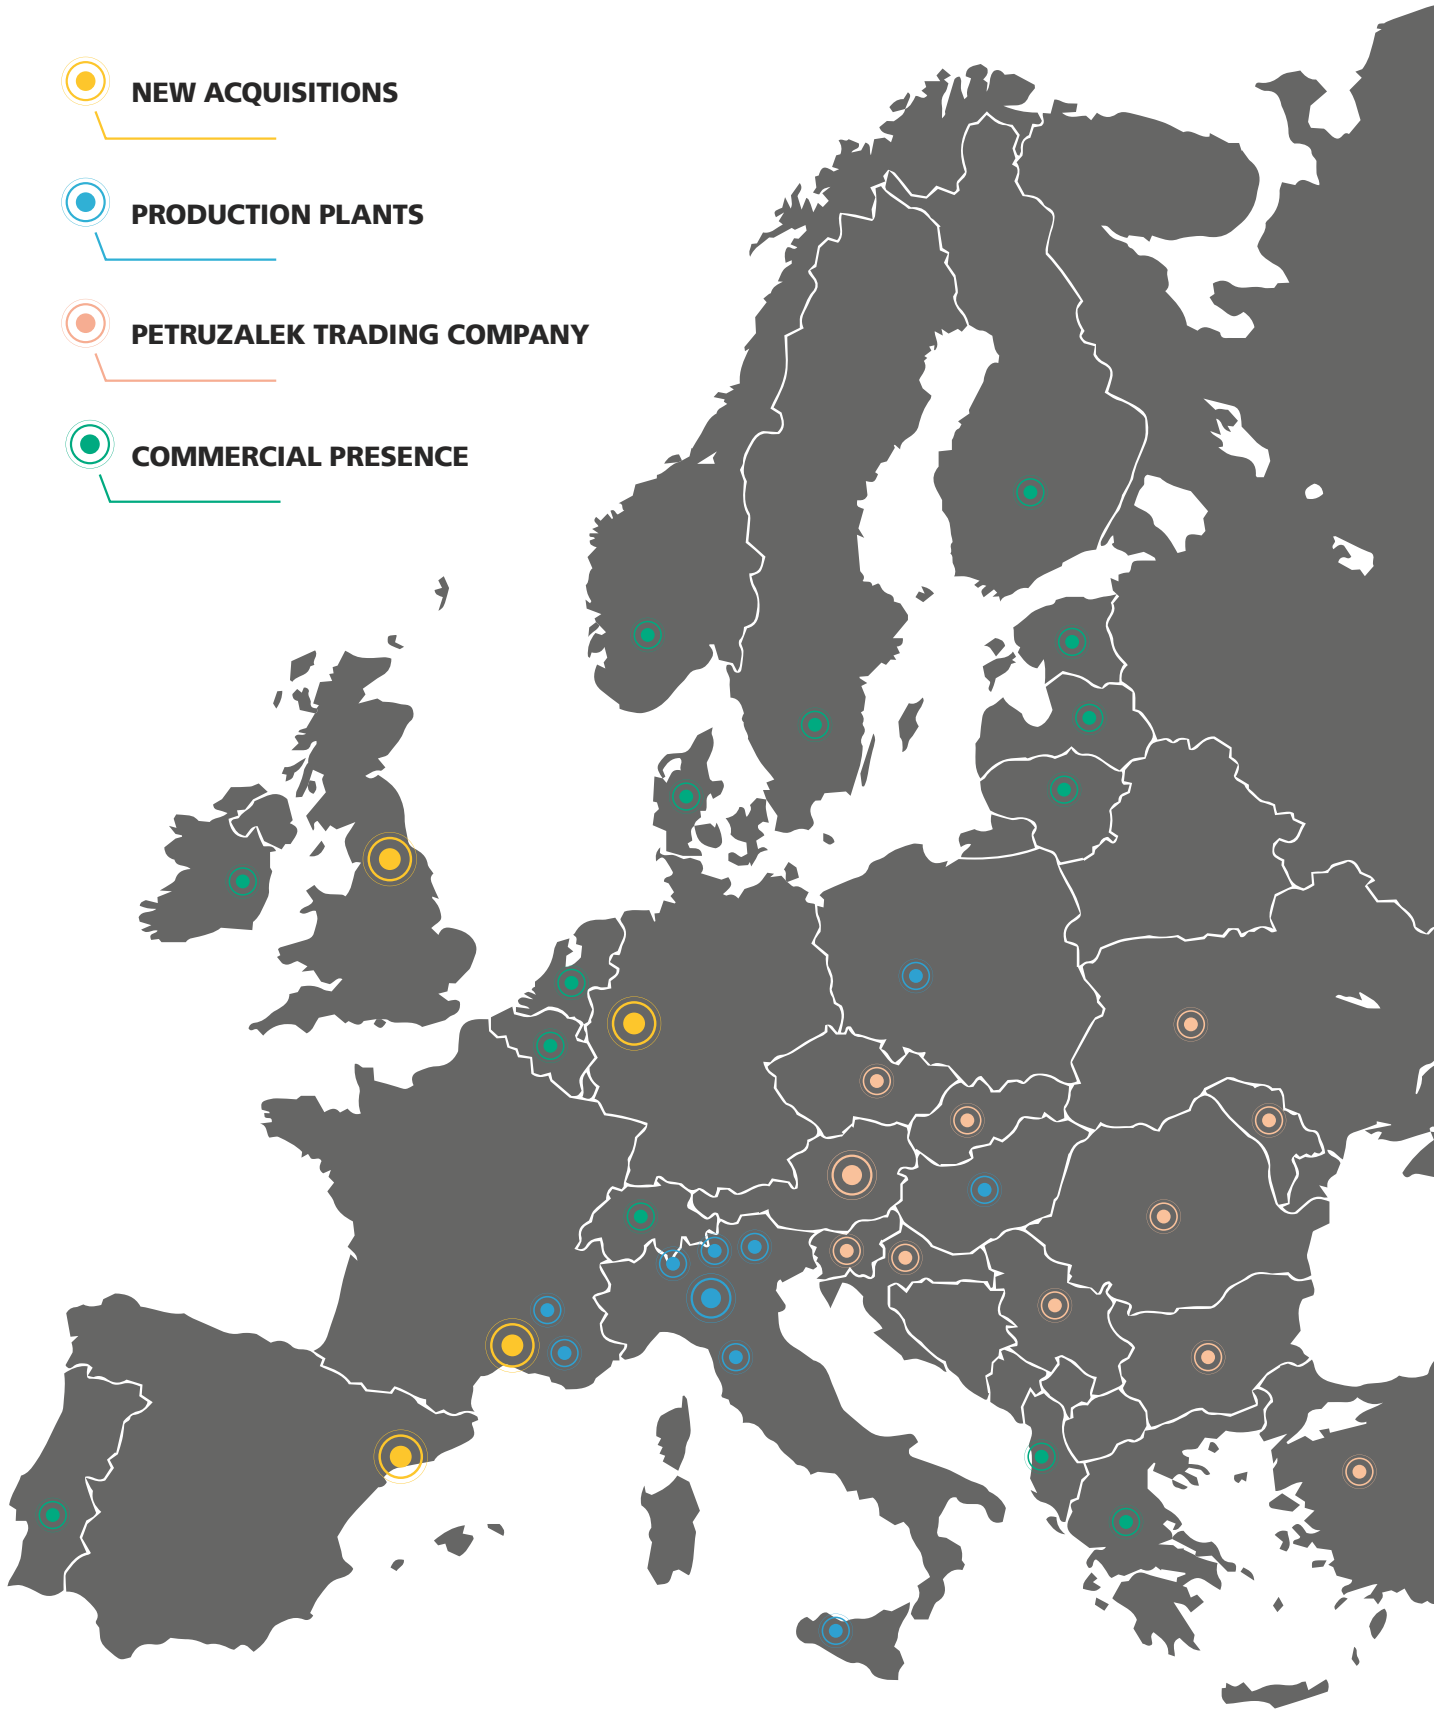 NEW ACQUISITIONS
PRODUCTION PLANTS
PETRUZALEK TRADING COMPANY
COMMERCIAL PRESENCE